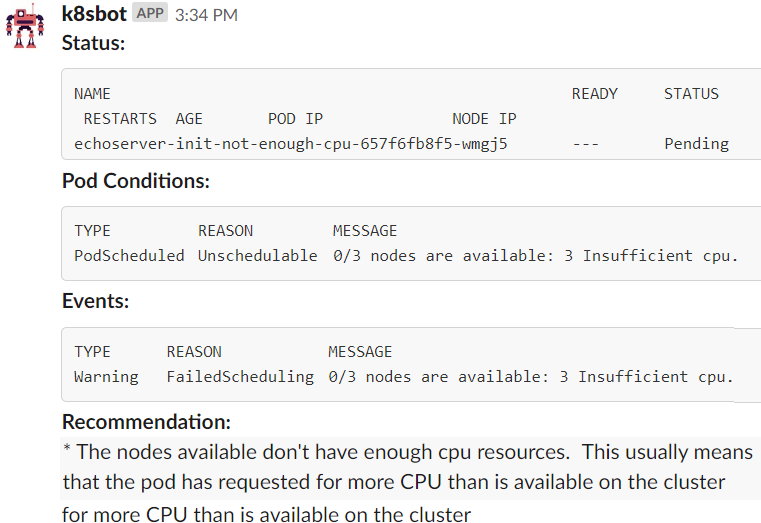 k8sbot APP 3:34 PM
Status:
NAME READY STATUS
RESTARTS AGE POD IP NODE IP
echoserver-init-not-enough-cpu-657f6fb8f5-wmgj5 --- Pending
Pod Conditions:
TYPE REASON MESSAGE
PodScheduled Unschedulable 0/3 nodes are available: 3 Insufficient cpu.
Events:
TYPE REASON MESSAGE
Warning FailedScheduling 0/3 nodes are available: 3 Insufficient cpu.
Recommendation:
* The nodes available don't have enough cpu resources. This usually means
that the pod has requested for more CPU than is available on the cluster
for more CPU than is available on the cluster